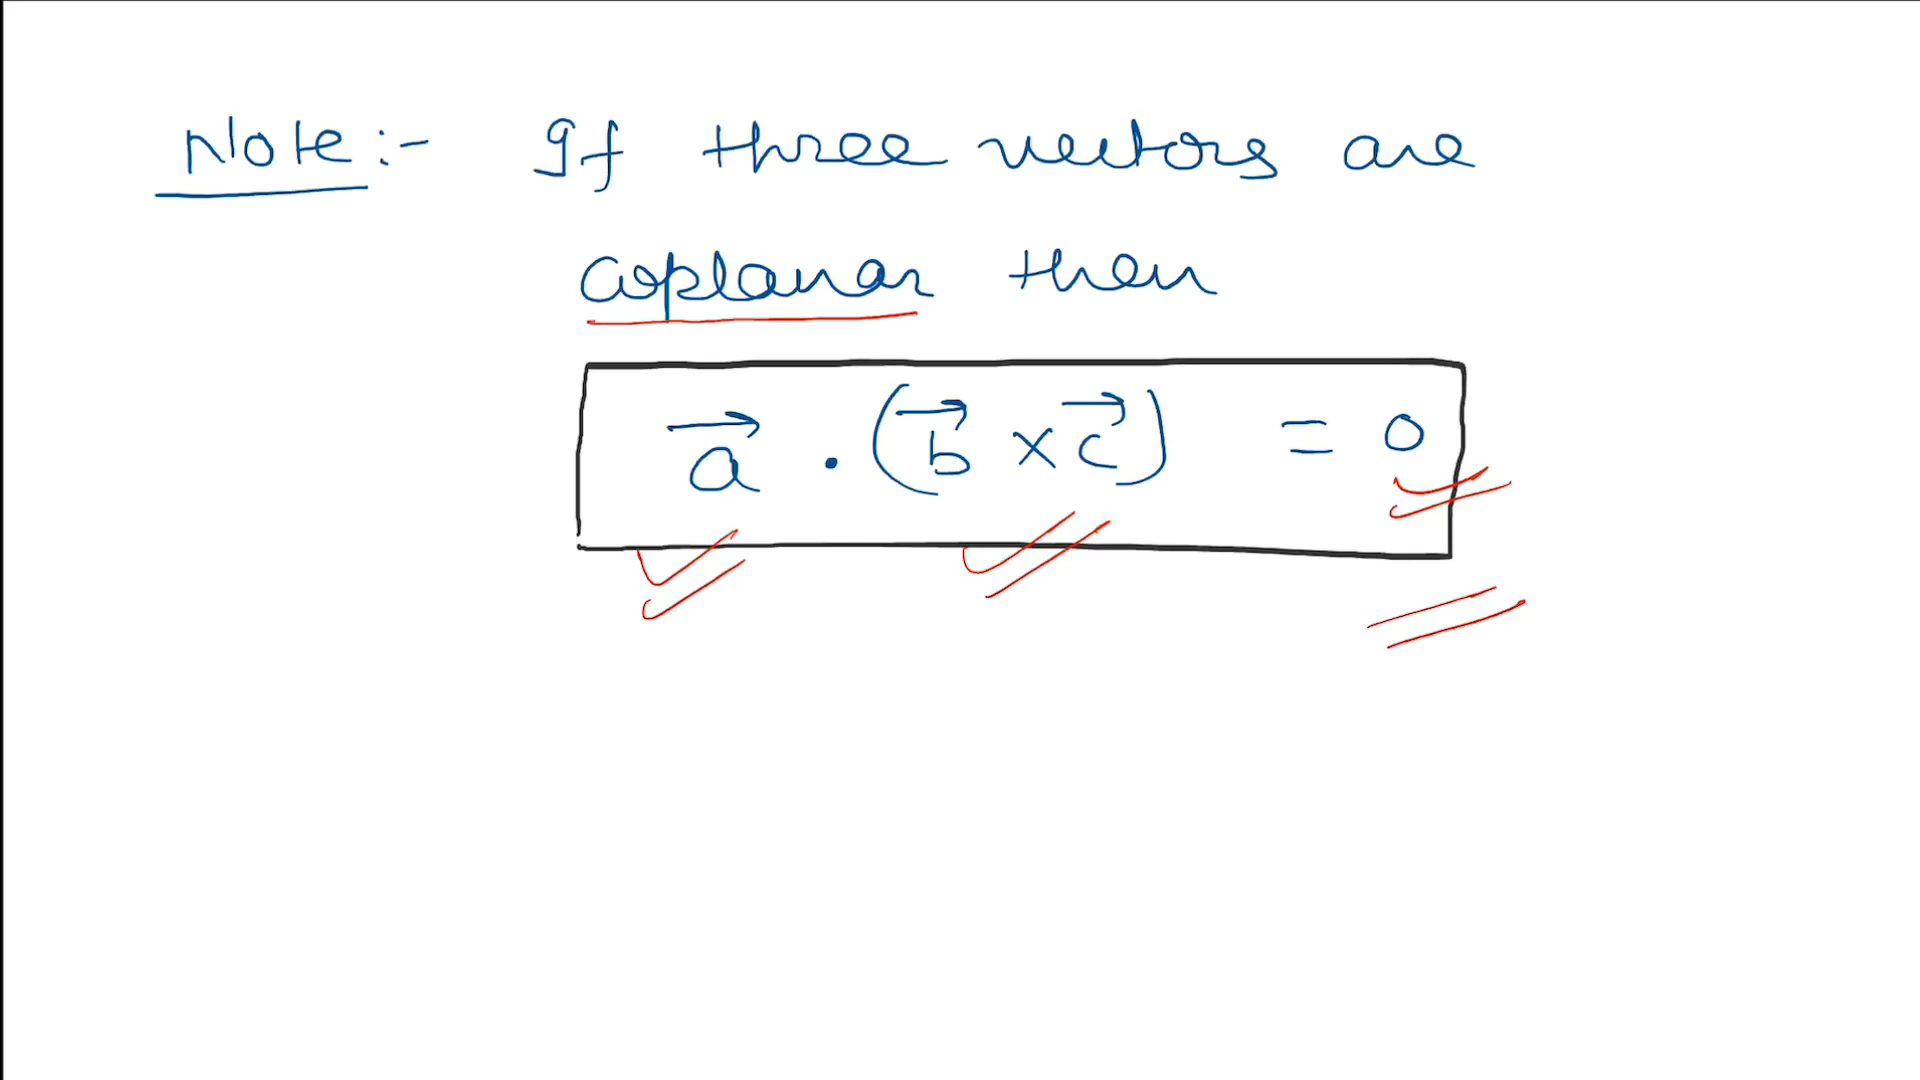 Note:- If three vectors are
coplanar then
a⃗ . (b⃗ × c⃗) = 0